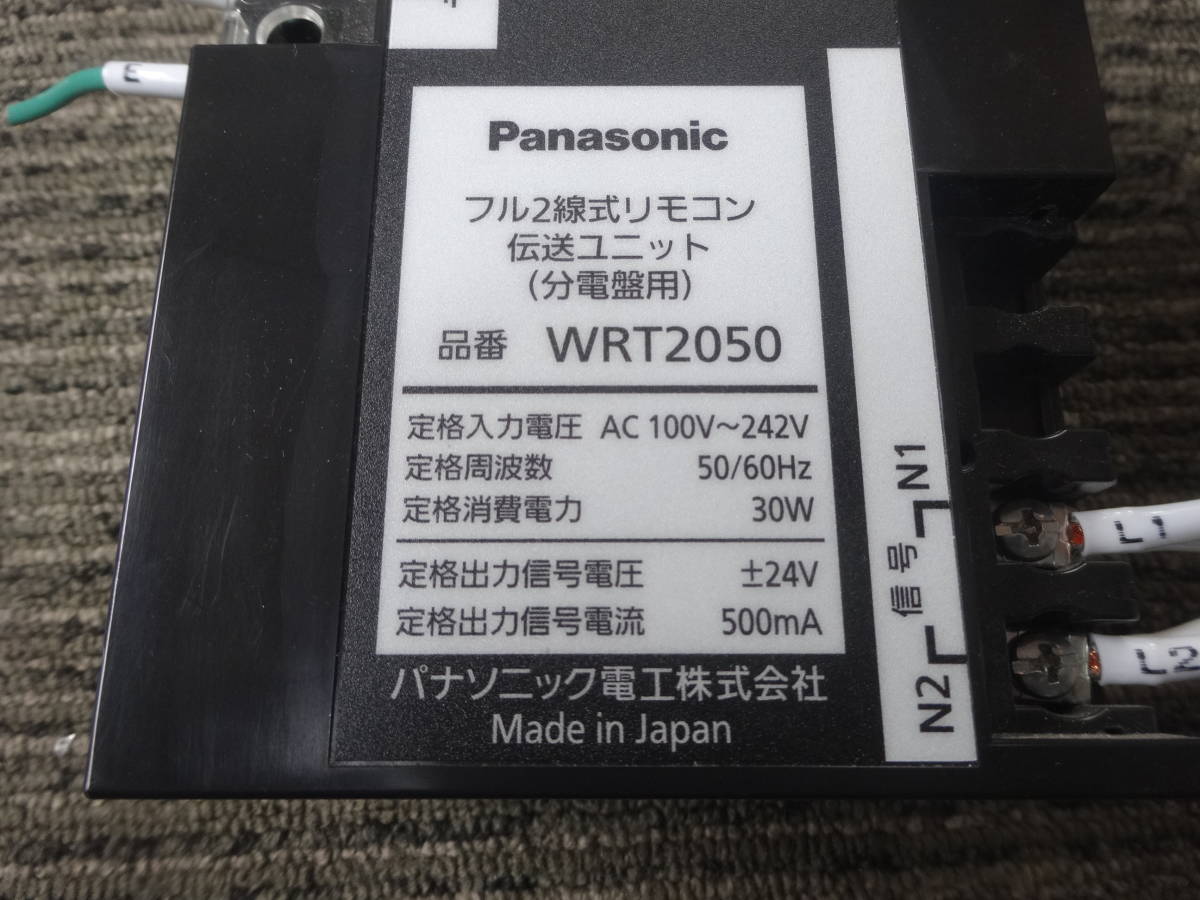 E
Panasonic
フル2線式リモコン
伝送ユニット
(分電盤用)
品番 WRT2050
定格入力電圧 AC 100V～242V
定格周波数 50/60Hz
定格消費電力 30W
定格出力信号電圧 ±24V
定格出力信号電流 500mA
パナソニック電工株式会社
Made in Japan
N1
信号
N2
L1
L2